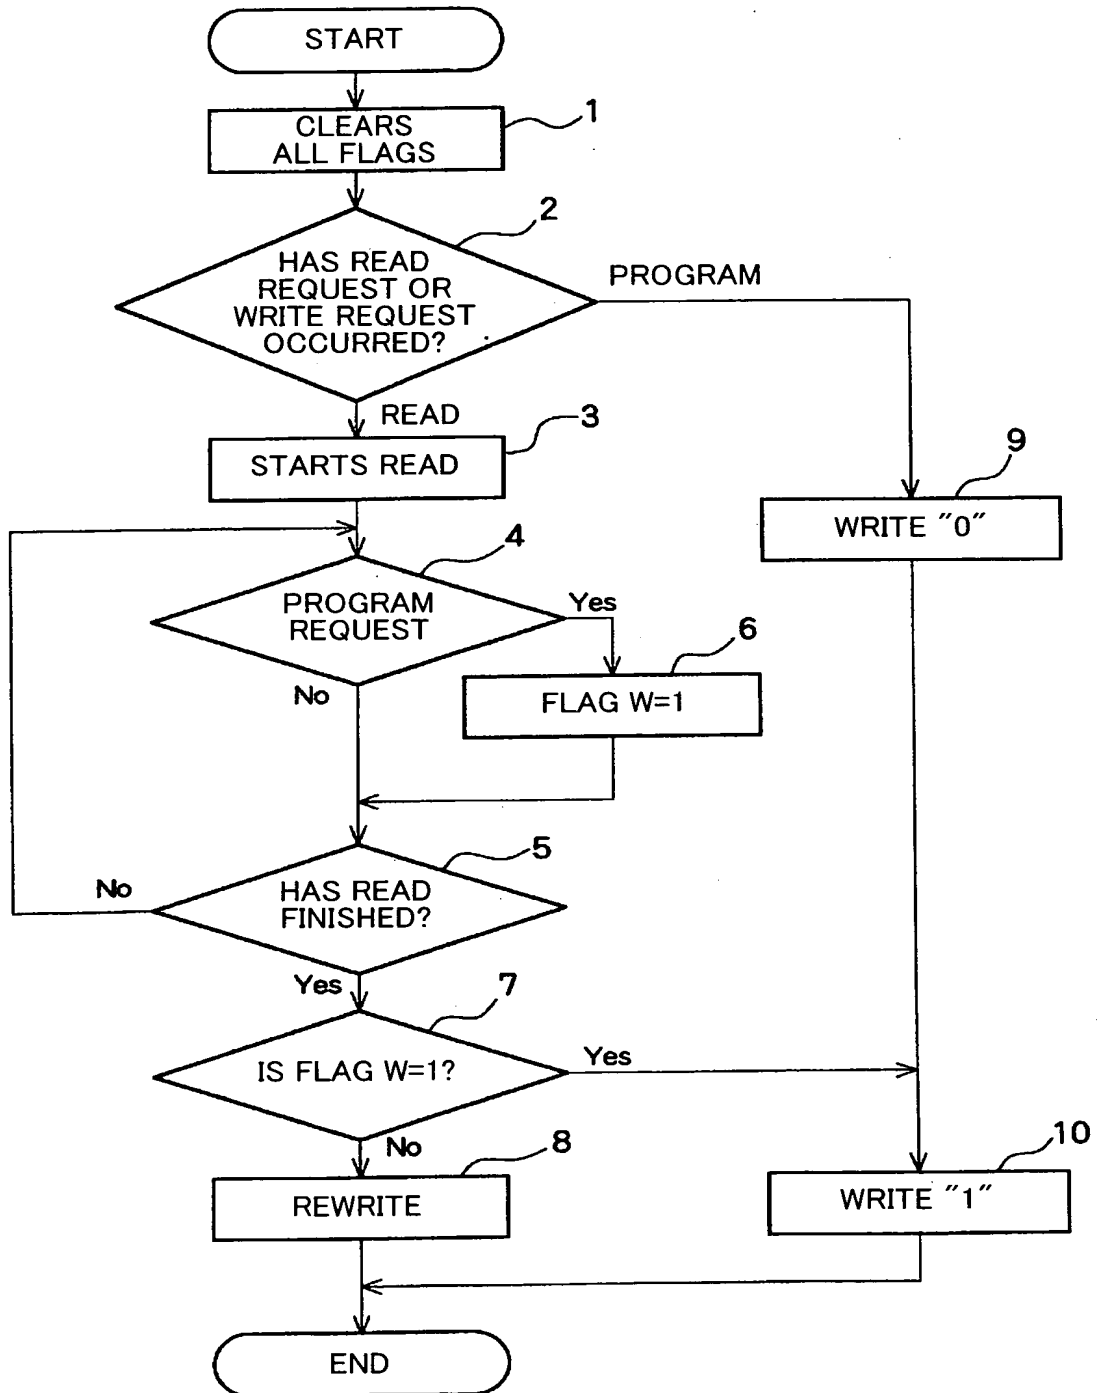 START
1
CLEARS
ALL FLAGS
2
HAS READ
REQUEST OR
WRITE REQUEST
OCCURRED?
PROGRAM
READ
3
STARTS READ
9
WRITE "0"
4
PROGRAM
REQUEST
Yes
6
No
FLAG W=1
5
No
HAS READ
FINISHED?
Yes
7
IS FLAG W=1?
Yes
No
8
REWRITE
10
WRITE "1"
END